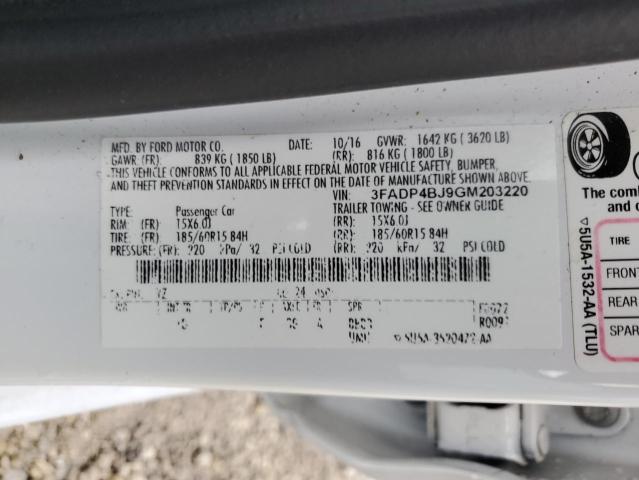 MFD. BY FORD MOTOR CO. DATE: 10/16 GVWR: 1642 KG ( 3620 LB)
GAWR: (FR): 839 KG ( 1850 LB) (RR): 816 KG ( 1800 LB)
THIS VEHICLE CONFORMS TO ALL APPLICABLE FEDERAL MOTOR VEHICLE SAFETY, BUMPER,
AND THEFT PREVENTION STANDARDS IN EFFECT ON THE DATE OF MANUFACTURE SHOWN ABOVE.
VIN: 3FADP4BJ9GM203220
TYPE: Passenger Car TRAILER TOWING - SEE OWNER GUIDE
RIM: (FR) 15X6.0J (RR): 15X6.0J
TIRE: (FR) 185/60R15 84H (RR): 185/60R15 84H
PRESSURE: (FR): 220 kPa/ 32 PSI COLD (RR): 220 kPa/ 32 PSI COLD
YZ
The comb
and c
TIRE
FRONT
REAR
SPAR
5U5A-1532-AA (TLU)